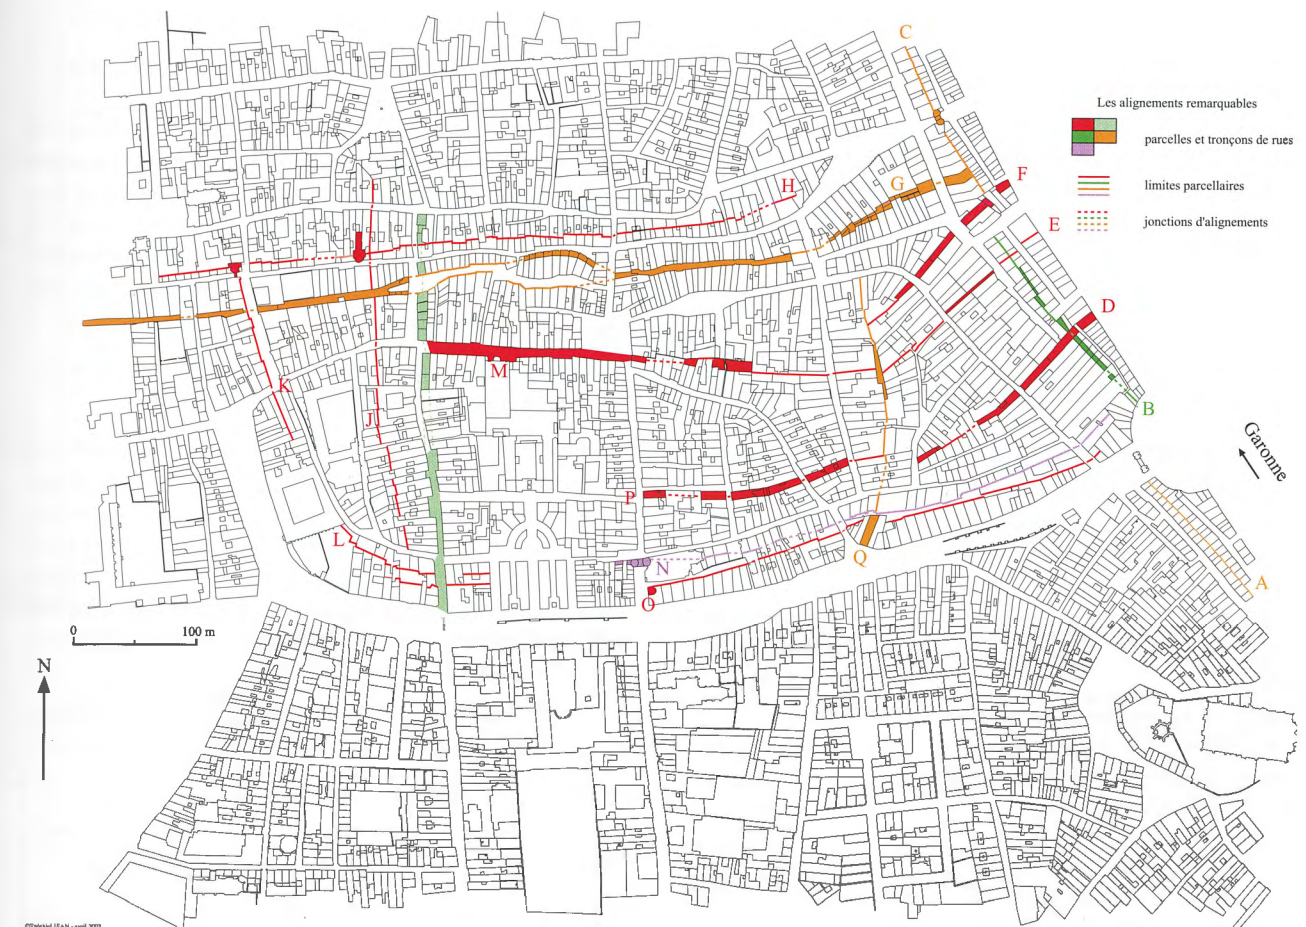 C
Les alignements remarquables
parcelles et tronçons de rues
limites parcellaires
jonctions d'alignements
H
G
F
E
D
M
K
J
B
Garonne
P
L
N
Q
O
A
0 100 m
N